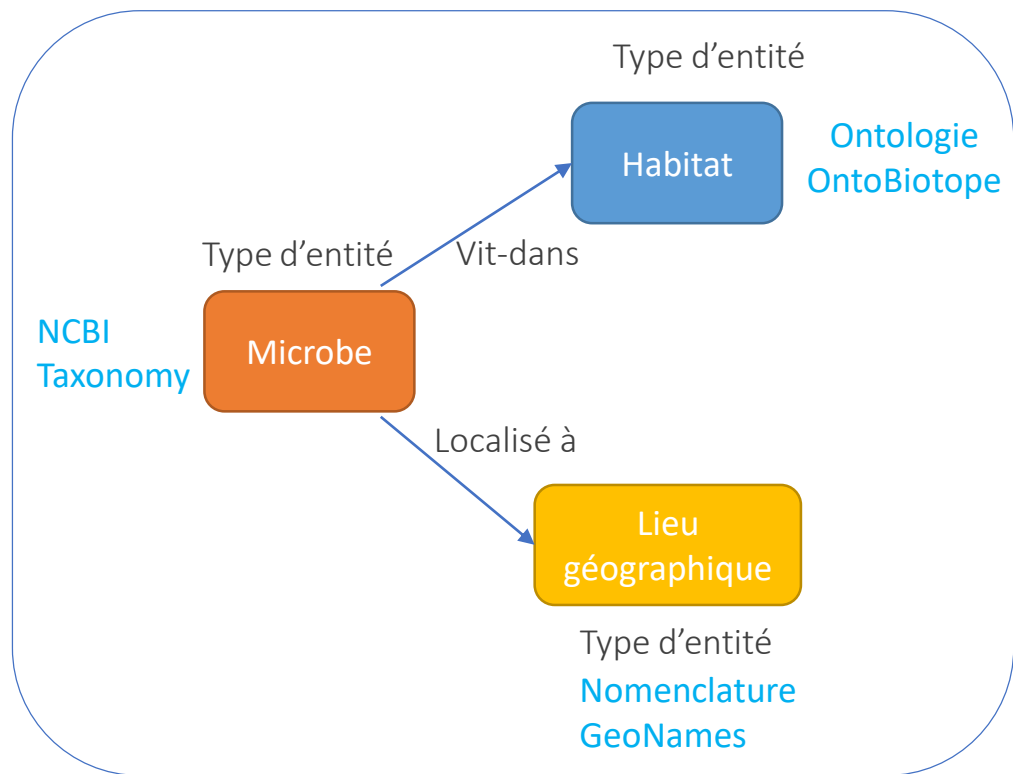 Type d’entité
Habitat
Ontologie
OntoBiotope
Vit-dans
Type d’entité
Microbe
NCBI
Taxonomy
Localisé à
Lieu
géographique
Type d’entité
Nomenclature
GeoNames